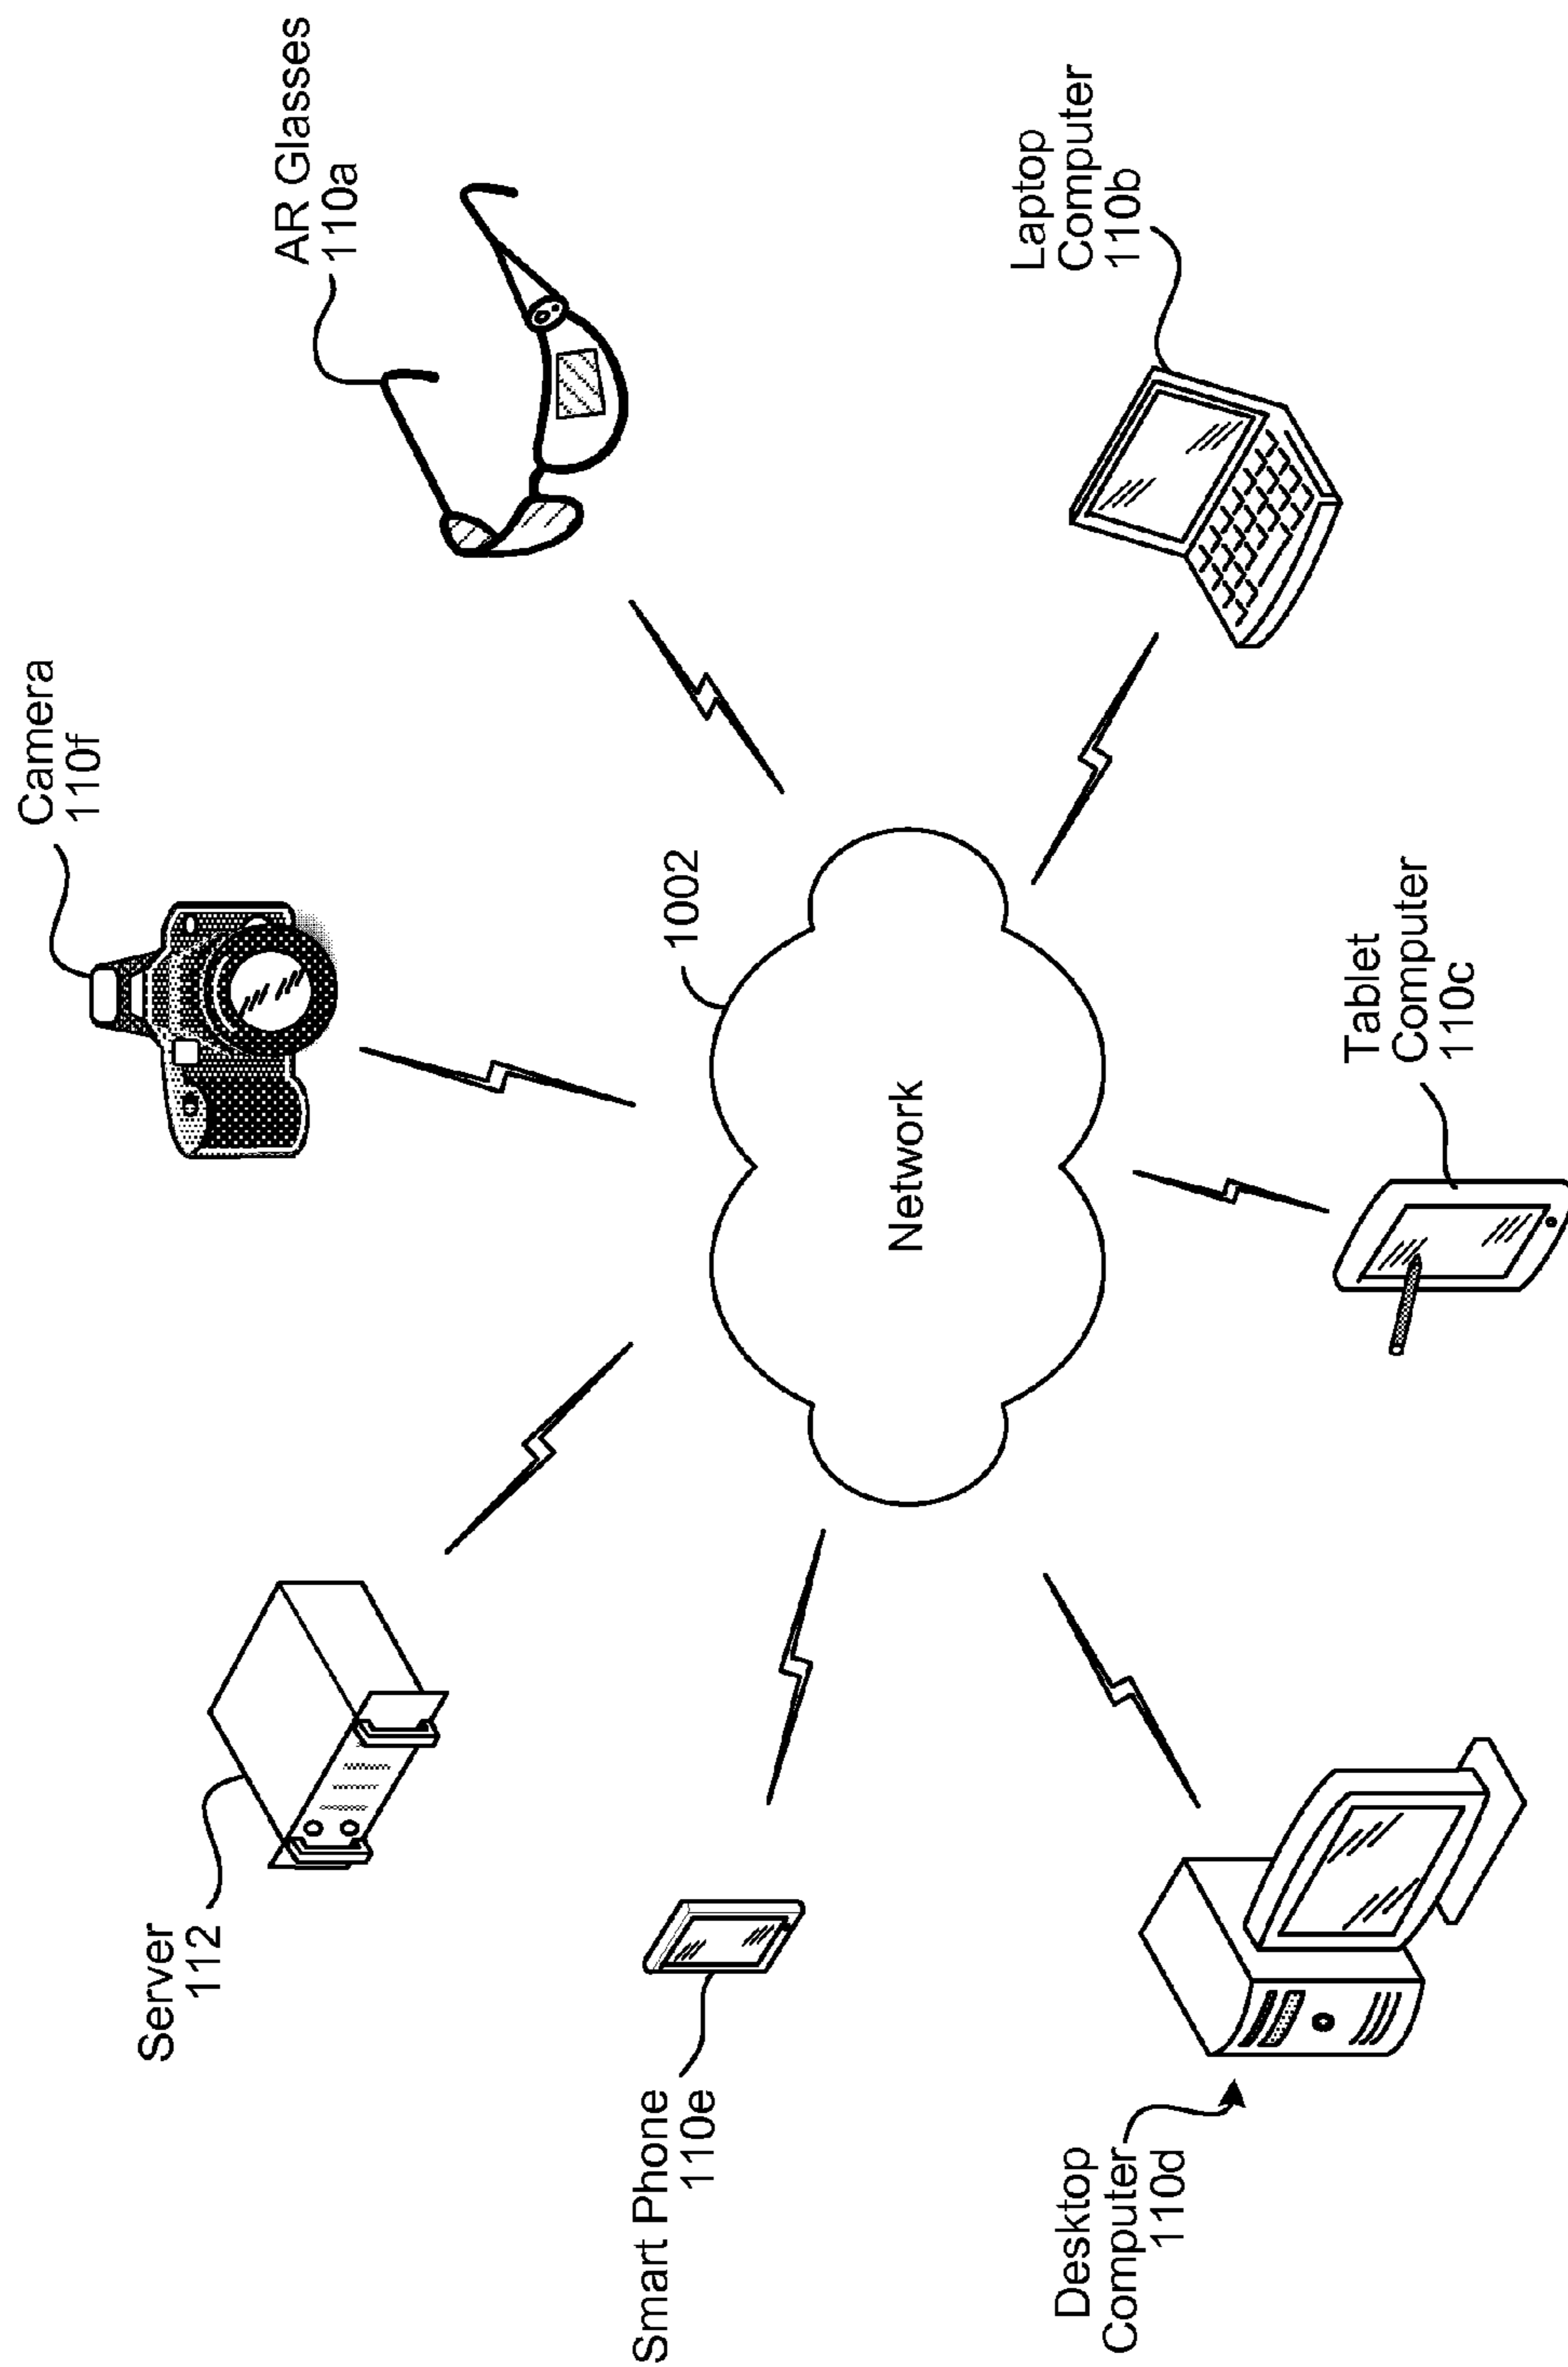 Server
112
Camera
110f
AR Glasses
110a
Smart Phone
110e
1002
Network
Desktop
Computer
110d
Tablet
Computer
110c
Laptop
Computer
110b